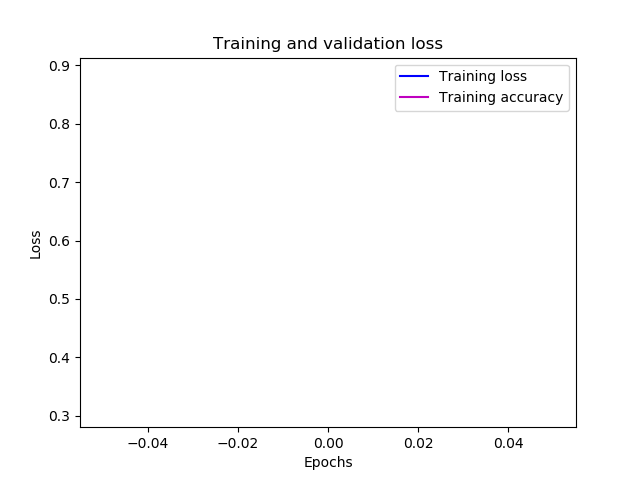 Training and validation loss
Training loss
Training accuracy
0.9
0.8
0.7
0.6
0.5
0.4
0.3
Loss
−0.04 −0.02 0.00 0.02 0.04
Epochs